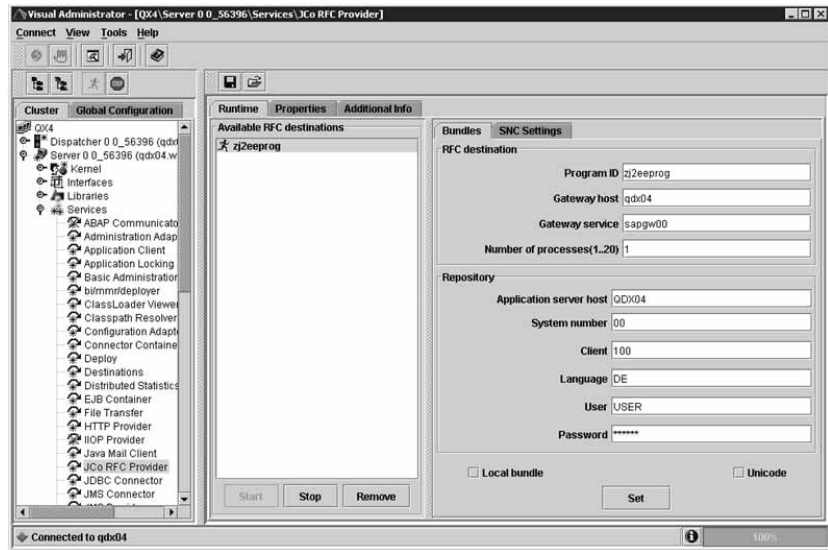 Visual Administrator - [QX4\Server 0 0_56396\Services\JCo RFC Provider]
Connect View Tools Help
Cluster Global Configuration
QX4
Dispatcher 0 0_56396 (qdx
Server 0 0_56396 (qdx04.w
Kernel
Interfaces
Libraries
Services
ABAP Communicato
Administration Adap
Application Client
Application Locking
Basic Administration
bi/mmr/deployer
ClassLoader Viewer
Classpath Resolver
Configuration Adapt
Connector Containe
Deploy
Destinations
Distributed Statistics
EJB Container
File Transfer
HTTP Provider
IIOP Provider
Java Mail Client
JCo RFC Provider
JDBC Connector
JMS Connector
Runtime Properties Additional Info
Available RFC destinations
zj2eeprog
Start Stop Remove
Bundles SNC Settings
RFC destination
Program ID zj2eeprog
Gateway host qdx04
Gateway service sapgw00
Number of processes(1..20) 1
Repository
Application server host QDX04
System number 00
Client 100
Language DE
User USER
Password ******
Local bundle Unicode
Set
Connected to qdx04
100%